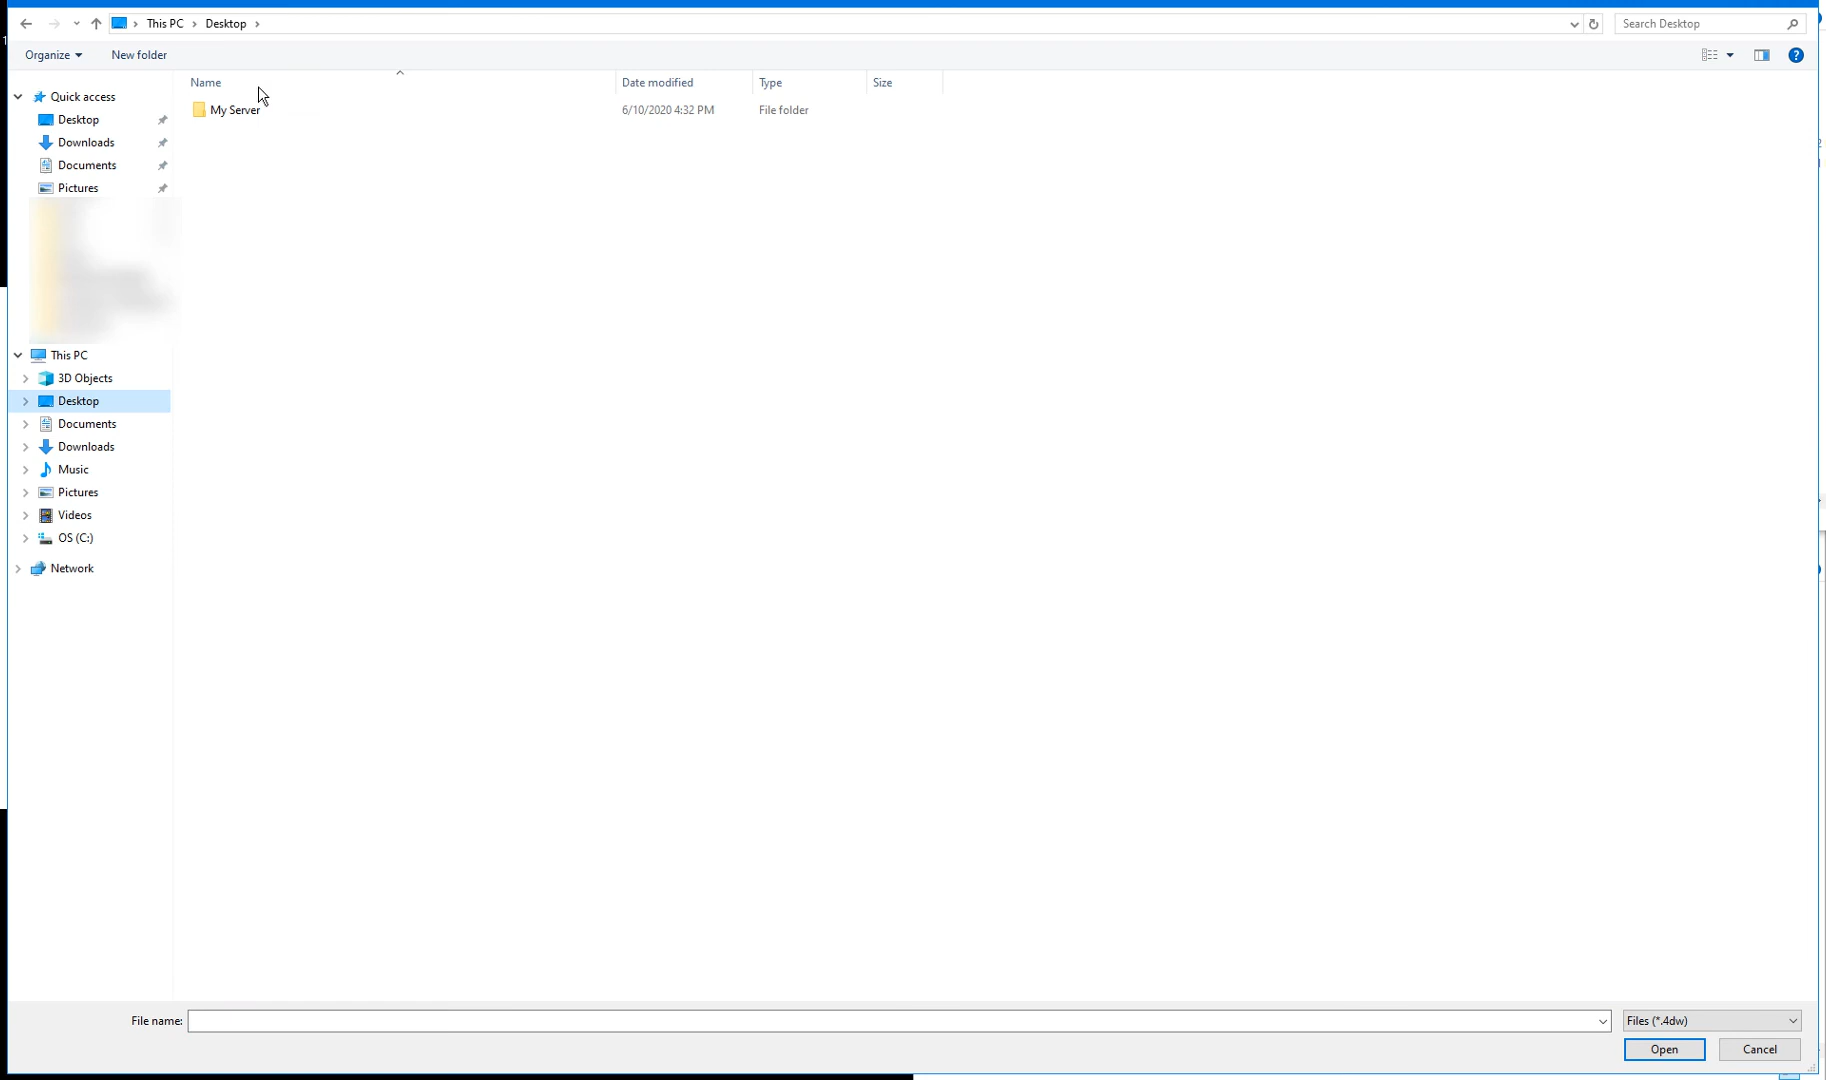 This PC > Desktop >
Search Desktop
Organize
New folder
Name
Date modified
Type
Size
My Server
6/10/2020 4:32 PM
File folder
Quick access
Desktop
Downloads
Documents
Pictures
This PC
3D Objects
Desktop
Documents
Downloads
Music
Pictures
Videos
OS (C:)
Network
File name:
Files (*.4dw)
Open
Cancel